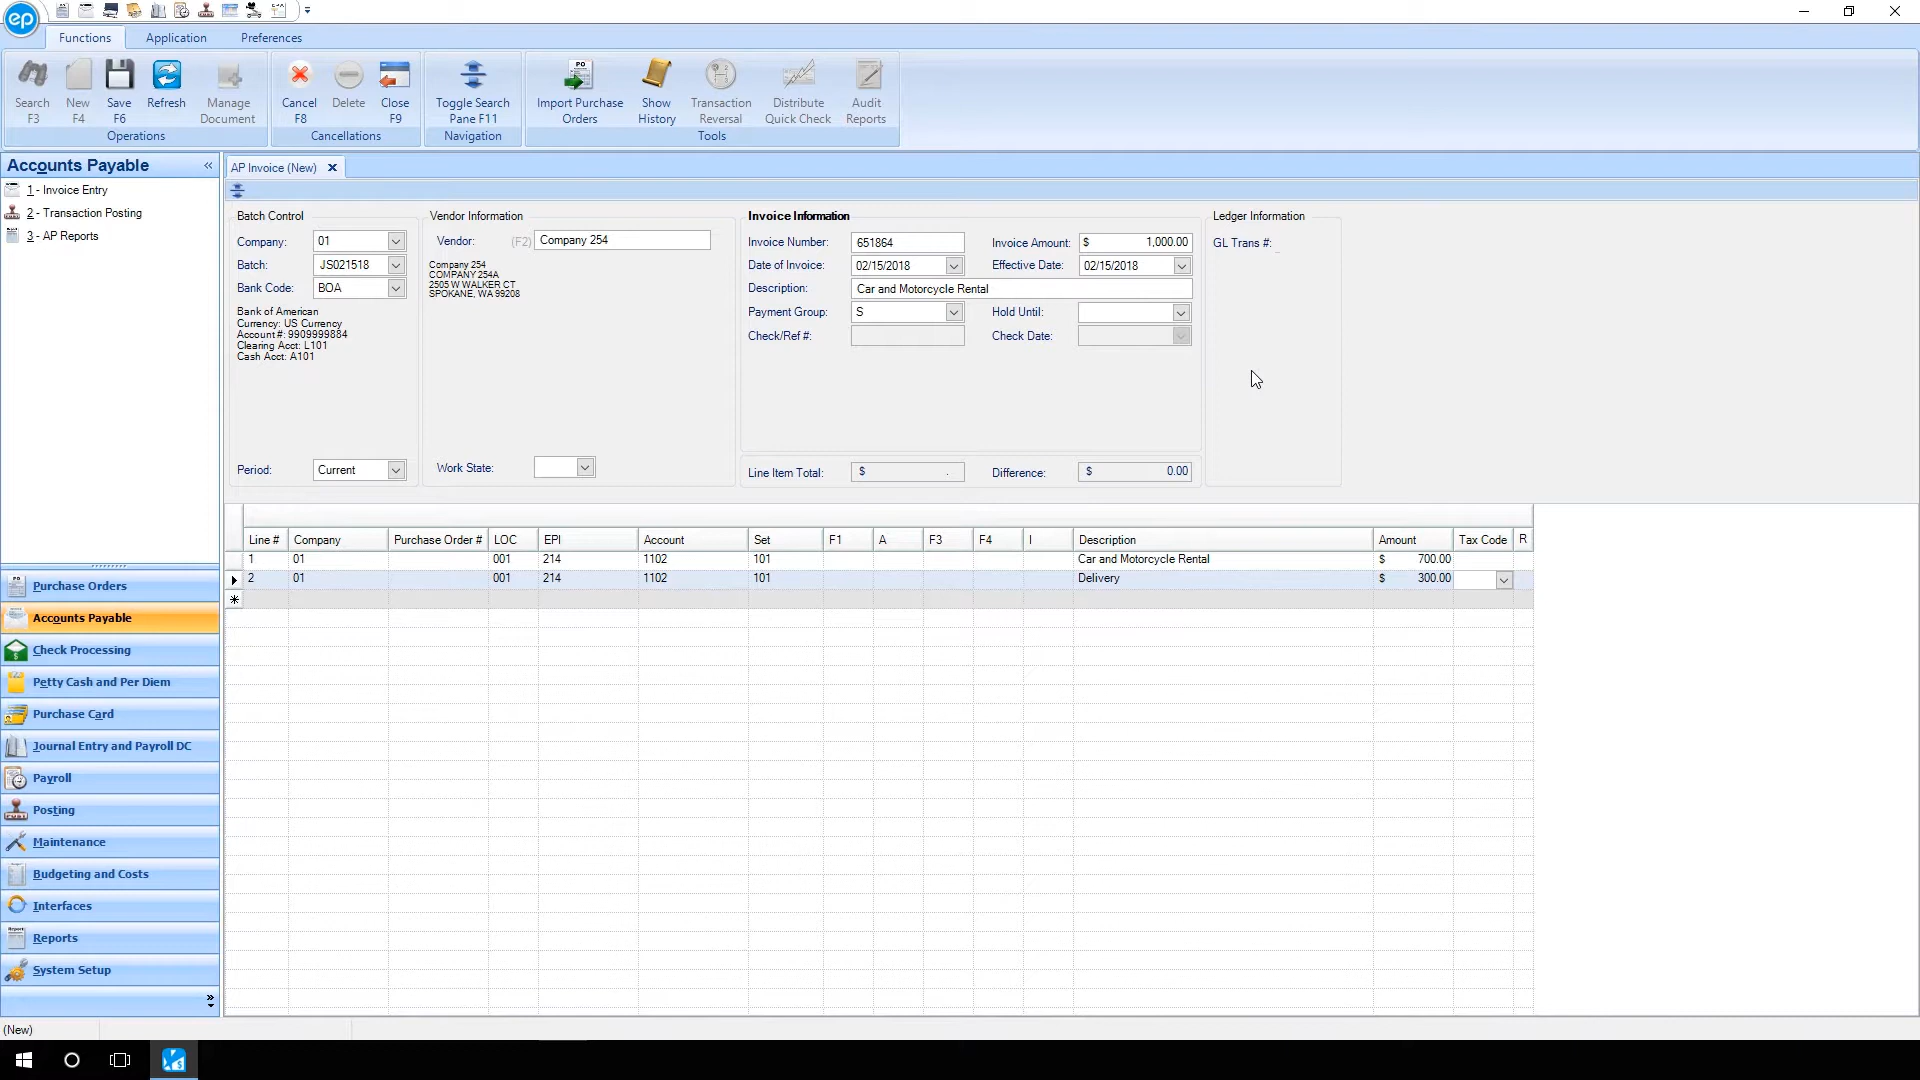 ep
Functions Application Preferences
Search F3
New F4
Save F6
Refresh
Manage Document
Operations
Cancel F8
Delete
Close F9
Cancellations
Toggle Search Pane F11
Navigation
Import Purchase Orders
Show History
Transaction Reversal
Distribute Quick Check
Audit Reports
Tools
Accounts Payable «
1 - Invoice Entry
2 - Transaction Posting
3 - AP Reports
Purchase Orders
Accounts Payable
Check Processing
Petty Cash and Per Diem
Purchase Card
Journal Entry and Payroll DC
Payroll
Posting
Maintenance
Budgeting and Costs
Interfaces
Reports
System Setup
AP Invoice (New)
Batch Control
Company: 01
Batch: JS021518
Bank Code: BOA
Bank of American
Currency: US Currency
Account #: 9909999884
Clearing Acct: L101
Cash Acct: A101
Period: Current
Vendor Information
Vendor: (F2) Company 254
Company 254
COMPANY 254A
2505 W WALKER CT
SPOKANE, WA 99208
Work State:
Invoice Information
Invoice Number: 651864 Invoice Amount: $ 1,000.00
Date of Invoice: 02/15/2018 Effective Date: 02/15/2018
Description: Car and Motorcycle Rental
Payment Group: S Hold Until:
Check/Ref #: Check Date:
Line Item Total: $ . Difference: $ 0.00
Ledger Information
GL Trans #:
Line # Company Purchase Order # LOC EPI Account Set F1 A F3 F4 I Description Amount Tax Code R
1 01 001 214 1102 101 Car and Motorcycle Rental $ 700.00
2 01 001 214 1102 101 Delivery $ 300.00
(New)